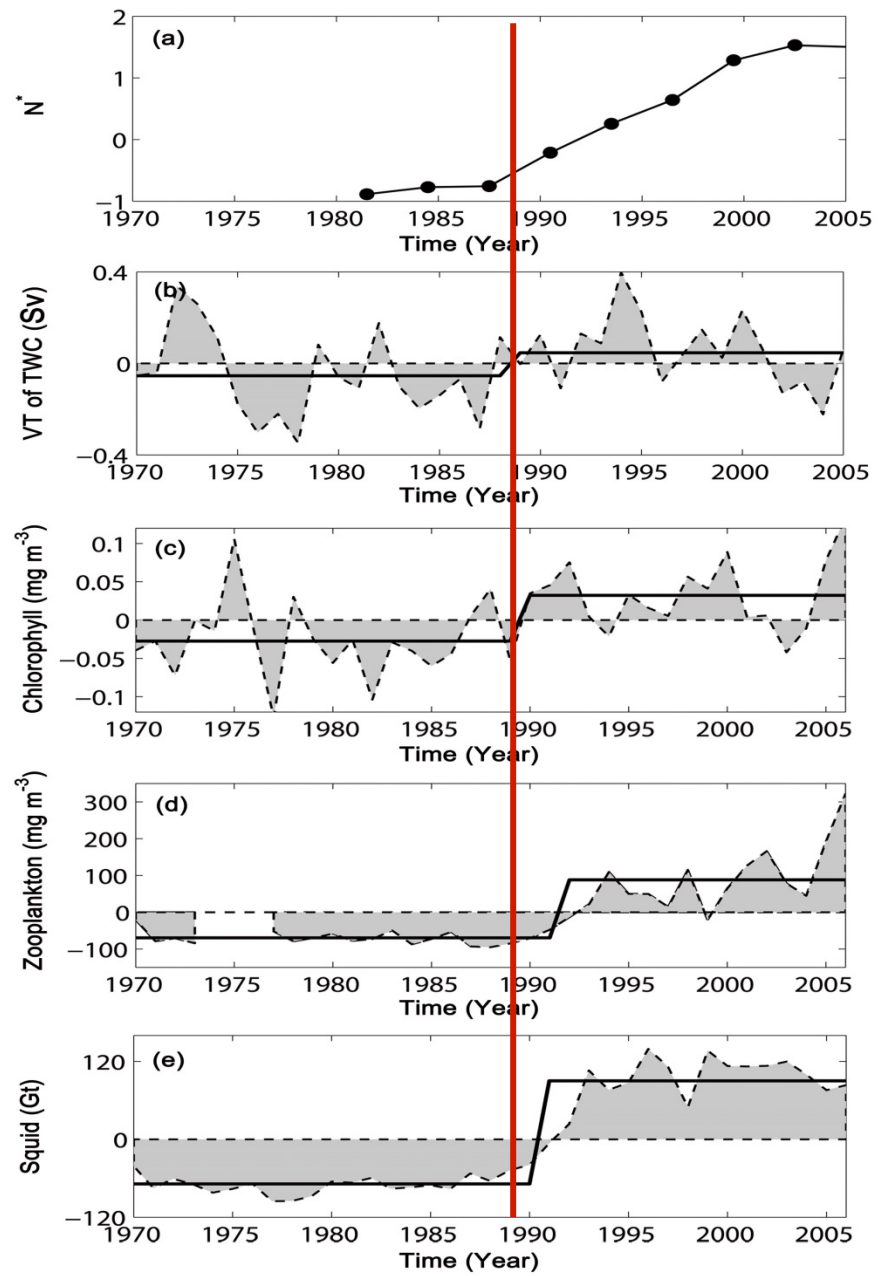 (a)
N*
2
1
0
−1
1970 1975 1980 1985 1990 1995 2000 2005
Time (Year)
(b)
VT of TWC (Sv)
0.4
0
−0.4
1970 1975 1980 1985 1990 1995 2000 2005
Time (Year)
(c)
Chlorophyll (mg m⁻³)
0.1
0.05
0
−0.05
−0.1
1970 1975 1980 1985 1990 1995 2000 2005
Time (Year)
(d)
Zooplankton (mg m⁻³)
300
200
100
0
−100
1970 1975 1980 1985 1990 1995 2000 2005
Time (Year)
(e)
Squid (Gt)
120
0
−120
1970 1975 1980 1985 1990 1995 2000 2005
Time (Year)